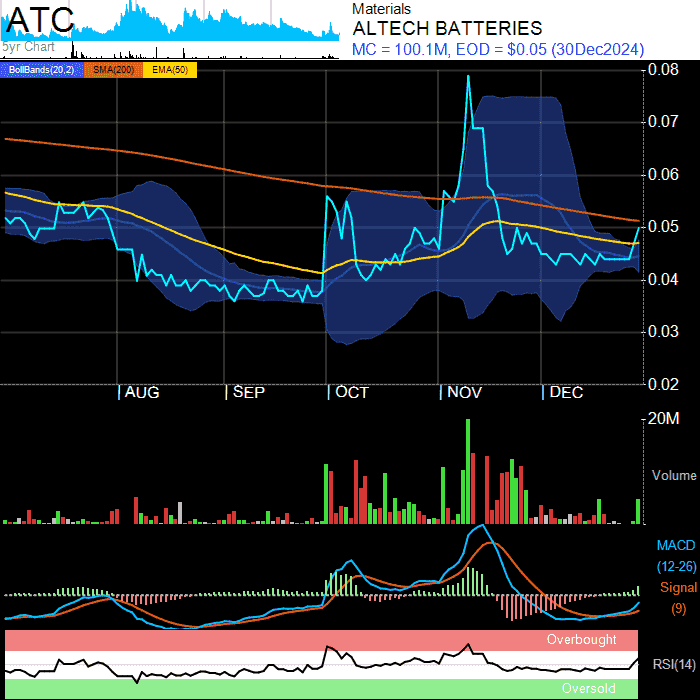 ATC
5yr Chart
Materials
ALTECH BATTERIES
MC = 100.1M, EOD = $0.05 (30Dec2024)
BollBands(20,2) SMA(200) EMA(50)
0.08
0.07
0.06
0.05
0.04
0.03
0.02
AUG SEP OCT NOV DEC
20M
Volume
MACD
(12-26)
Signal
(9)
Overbought
RSI(14)
Oversold